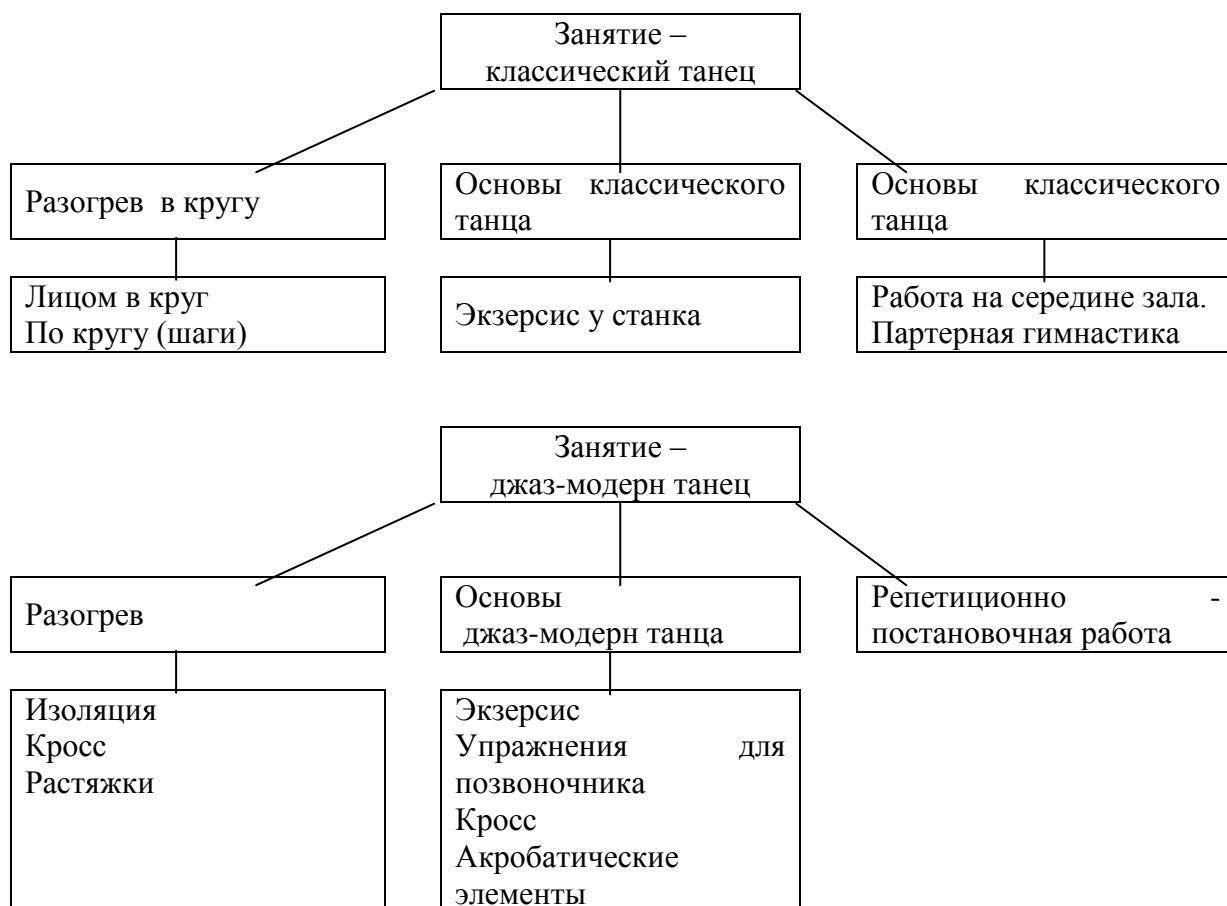 Занятие –
классический танец
Разогрев в кругу
Основы классического
танца
Основы классического
танца
Лицом в круг
По кругу (шаги)
Экзерсис у станка
Работа на середине зала.
Партерная гимнастика
Занятие –
джаз-модерн танец
Разогрев
Основы
джаз-модерн танца
Репетиционно -
постановочная работа
Изоляция
Кросс
Растяжки
Экзерсис
Упражнения для
позвоночника
Кросс
Акробатические
элементы